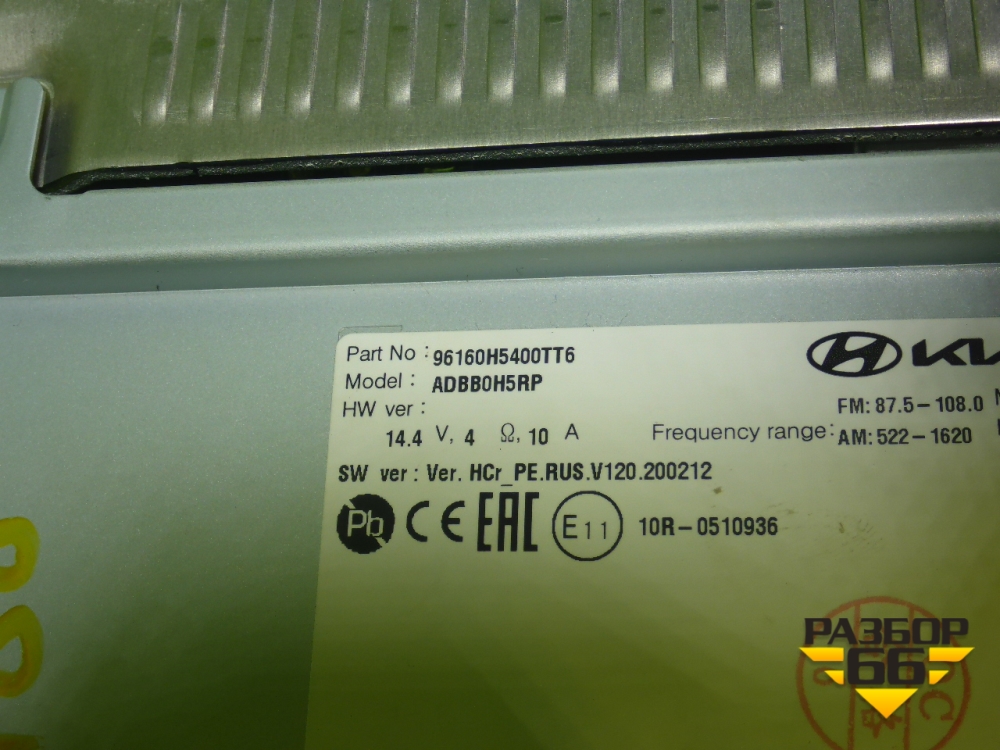 Part No : 96160H5400TT6
Model : ADBB0H5RP
HW ver :
14.4 V, 4 Ω, 10 A
FM: 87.5-108.0
Frequency range: AM: 522-1620
SW ver : Ver. HCr_PE.RUS.V120.200212
Pb CE EAC E11 10R-0510936
РАЗБОР
66